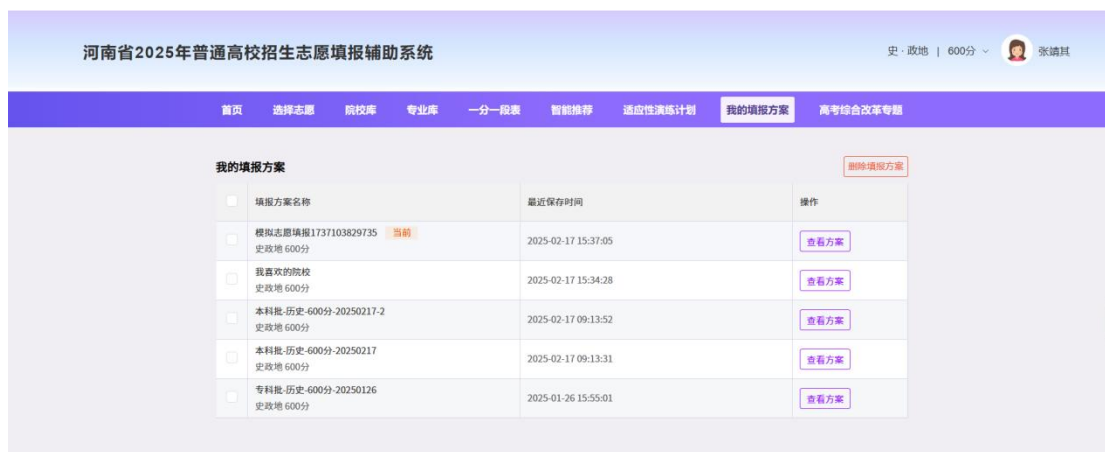 河南省2025年普通高校招生志愿填报辅助系统
史·政地 | 600分
张婧其
首页 选择志愿 院校库 专业库 一分一段表 智能推荐 适应性演练计划 我的填报方案 高考综合改革专题
我的填报方案
删除填报方案
填报方案名称 最近保存时间 操作
模拟志愿填报1737103829735 当前
史政地 600分
2025-02-17 15:37:05 查看方案
我喜欢的院校
史政地 600分
2025-02-17 15:34:28 查看方案
本科批-历史-600分-20250217-2
史政地 600分
2025-02-17 09:13:52 查看方案
本科批-历史-600分-20250217
史政地 600分
2025-02-17 09:13:31 查看方案
专科批-历史-600分-20250126
史政地 600分
2025-01-26 15:55:01 查看方案